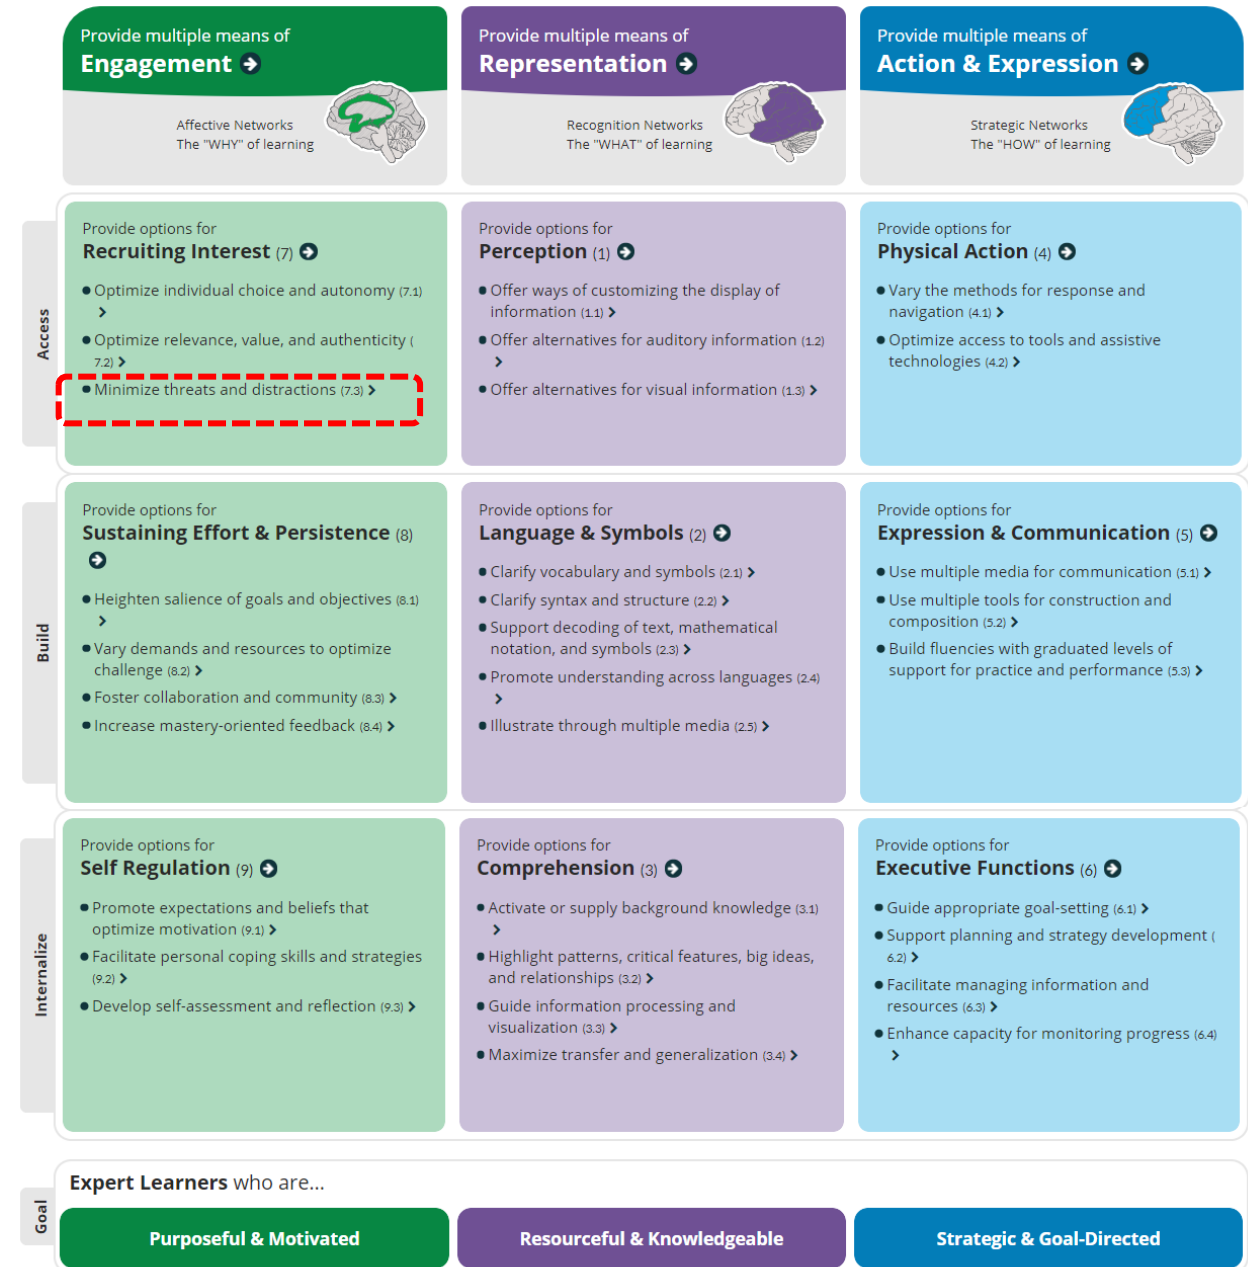 Provide multiple means of
Engagement
Affective Networks
The "WHY" of learning
Provide multiple means of
Representation
Recognition Networks
The "WHAT" of learning
Provide multiple means of
Action & Expression
Strategic Networks
The "HOW" of learning
Access
Provide options for
Recruiting Interest (7)
Optimize individual choice and autonomy (7.1)
Optimize relevance, value, and authenticity (
7.2)
Minimize threats and distractions (7.3)
Provide options for
Perception (1)
Offer ways of customizing the display of
information (1.1)
Offer alternatives for auditory information (1.2)
Offer alternatives for visual information (1.3)
Provide options for
Physical Action (4)
Vary the methods for response and
navigation (4.1)
Optimize access to tools and assistive
technologies (4.2)
Build
Provide options for
Sustaining Effort & Persistence (8)
Heighten salience of goals and objectives (8.1)
Vary demands and resources to optimize
challenge (8.2)
Foster collaboration and community (8.3)
Increase mastery-oriented feedback (8.4)
Provide options for
Language & Symbols (2)
Clarify vocabulary and symbols (2.1)
Clarify syntax and structure (2.2)
Support decoding of text, mathematical
notation, and symbols (2.3)
Promote understanding across languages (2.4)
Illustrate through multiple media (2.5)
Provide options for
Expression & Communication (5)
Use multiple media for communication (5.1)
Use multiple tools for construction and
composition (5.2)
Build fluencies with graduated levels of
support for practice and performance (5.3)
Internalize
Provide options for
Self Regulation (9)
Promote expectations and beliefs that
optimize motivation (9.1)
Facilitate personal coping skills and strategies
(9.2)
Develop self-assessment and reflection (9.3)
Provide options for
Comprehension (3)
Activate or supply background knowledge (3.1)
Highlight patterns, critical features, big ideas,
and relationships (3.2)
Guide information processing and
visualization (3.3)
Maximize transfer and generalization (3.4)
Provide options for
Executive Functions (6)
Guide appropriate goal-setting (6.1)
Support planning and strategy development (
6.2)
Facilitate managing information and
resources (6.3)
Enhance capacity for monitoring progress (6.4)
Goal
Expert Learners who are...
Purposeful & Motivated
Resourceful & Knowledgeable
Strategic & Goal-Directed